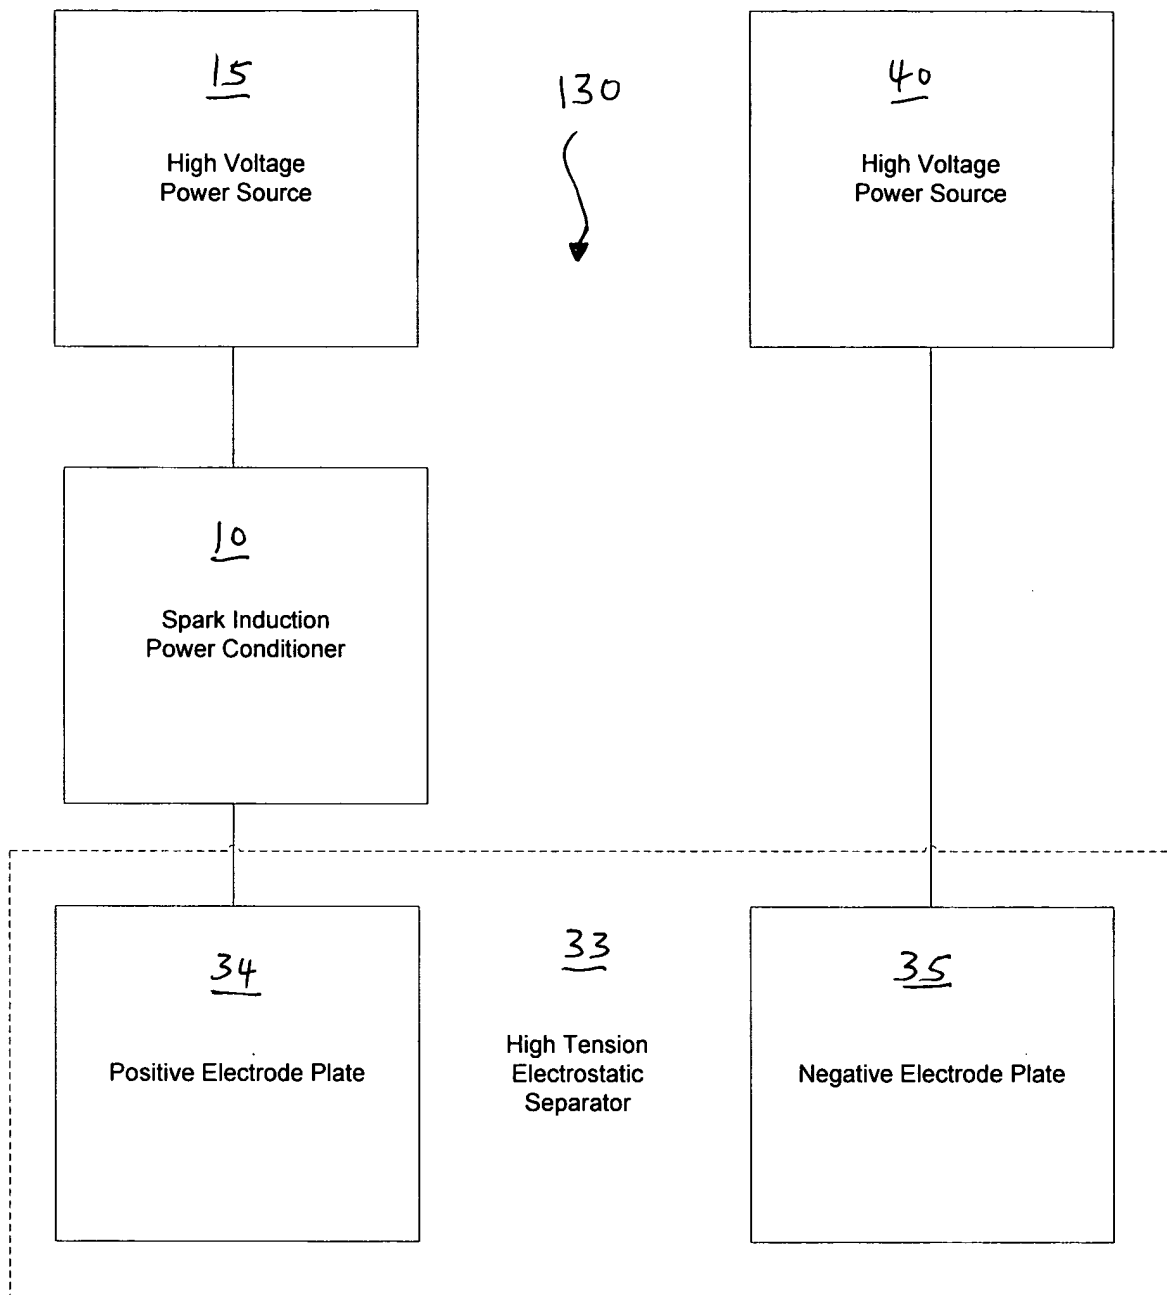 15
High Voltage
Power Source
130
40
High Voltage
Power Source
10
Spark Induction
Power Conditioner
34
Positive Electrode Plate
33
High Tension
Electrostatic
Separator
35
Negative Electrode Plate